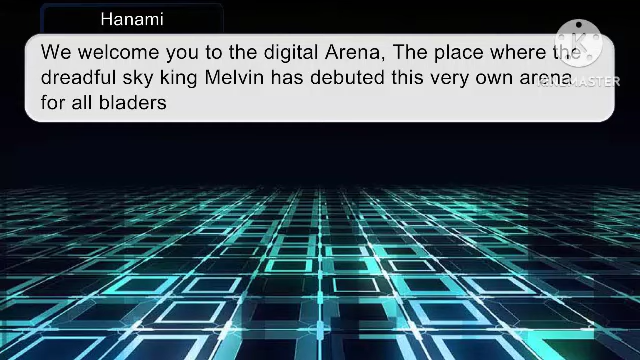 Hanami
We welcome you to the digital Arena, The place where the
dreadful sky king Melvin has debuted this very own arena
for all bladers
KINEMASTER